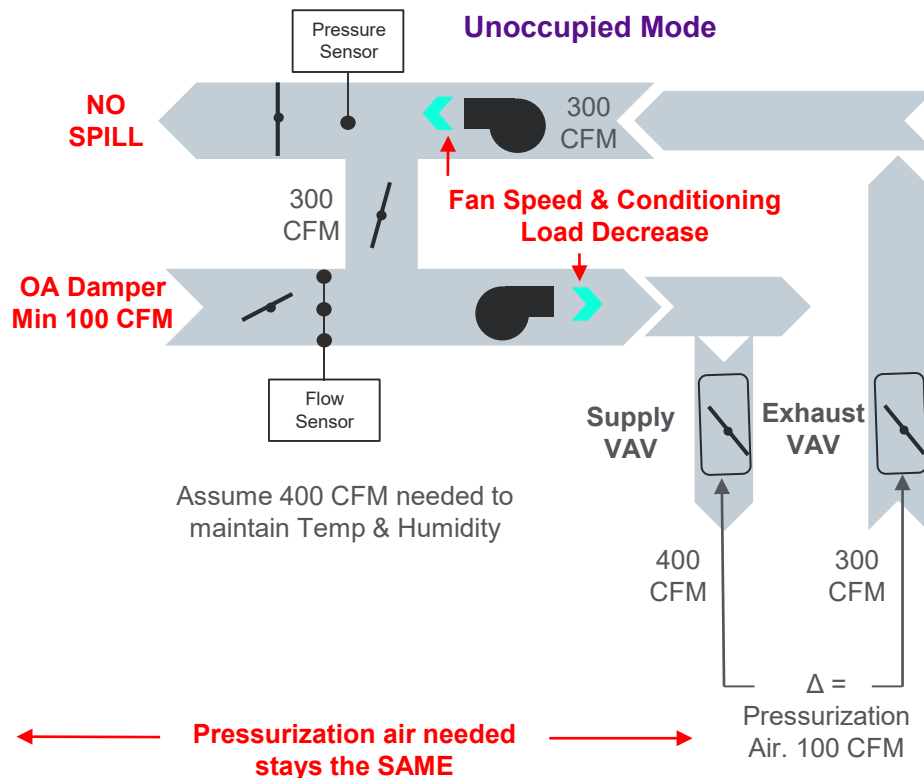 Unoccupied Mode
Pressure
Sensor
NO
SPILL
300
CFM
300
CFM
Fan Speed & Conditioning
Load Decrease
OA Damper
Min 100 CFM
Flow
Sensor
Supply
VAV
Exhaust
VAV
Assume 400 CFM needed to
maintain Temp & Humidity
400
CFM
300
CFM
Δ =
Pressurization
Air. 100 CFM
Pressurization air needed
stays the SAME